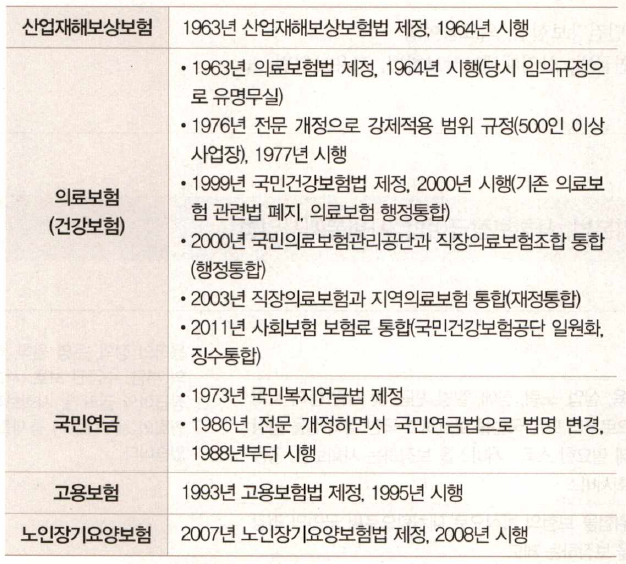 산업재해보상보험
1963년 산업재해보상보험법 제정, 1964년 시행
의료보험
(건강보험)
• 1963년 의료보험법 제정, 1964년 시행(당시 임의규정으
로 유명무실)
• 1976년 전문 개정으로 강제적용 범위 규정(500인 이상
사업장), 1977년 시행
• 1999년 국민건강보험법 제정, 2000년 시행(기존 의료보
험 관련법 폐지, 의료보험 행정통합)
• 2000년 국민의료보험관리공단과 직장의료보험조합 통합
(행정통합)
• 2003년 직장의료보험과 지역의료보험 통합(재정통합)
• 2011년 사회보험 보험료 통합(국민건강보험공단 일원화,
징수통합)
국민연금
• 1973년 국민복지연금법 제정
• 1986년 전문 개정하면서 국민연금법으로 법명 변경,
1988년부터 시행
고용보험
1993년 고용보험법 제정, 1995년 시행
노인장기요양보험
2007년 노인장기요양보험법 제정, 2008년 시행